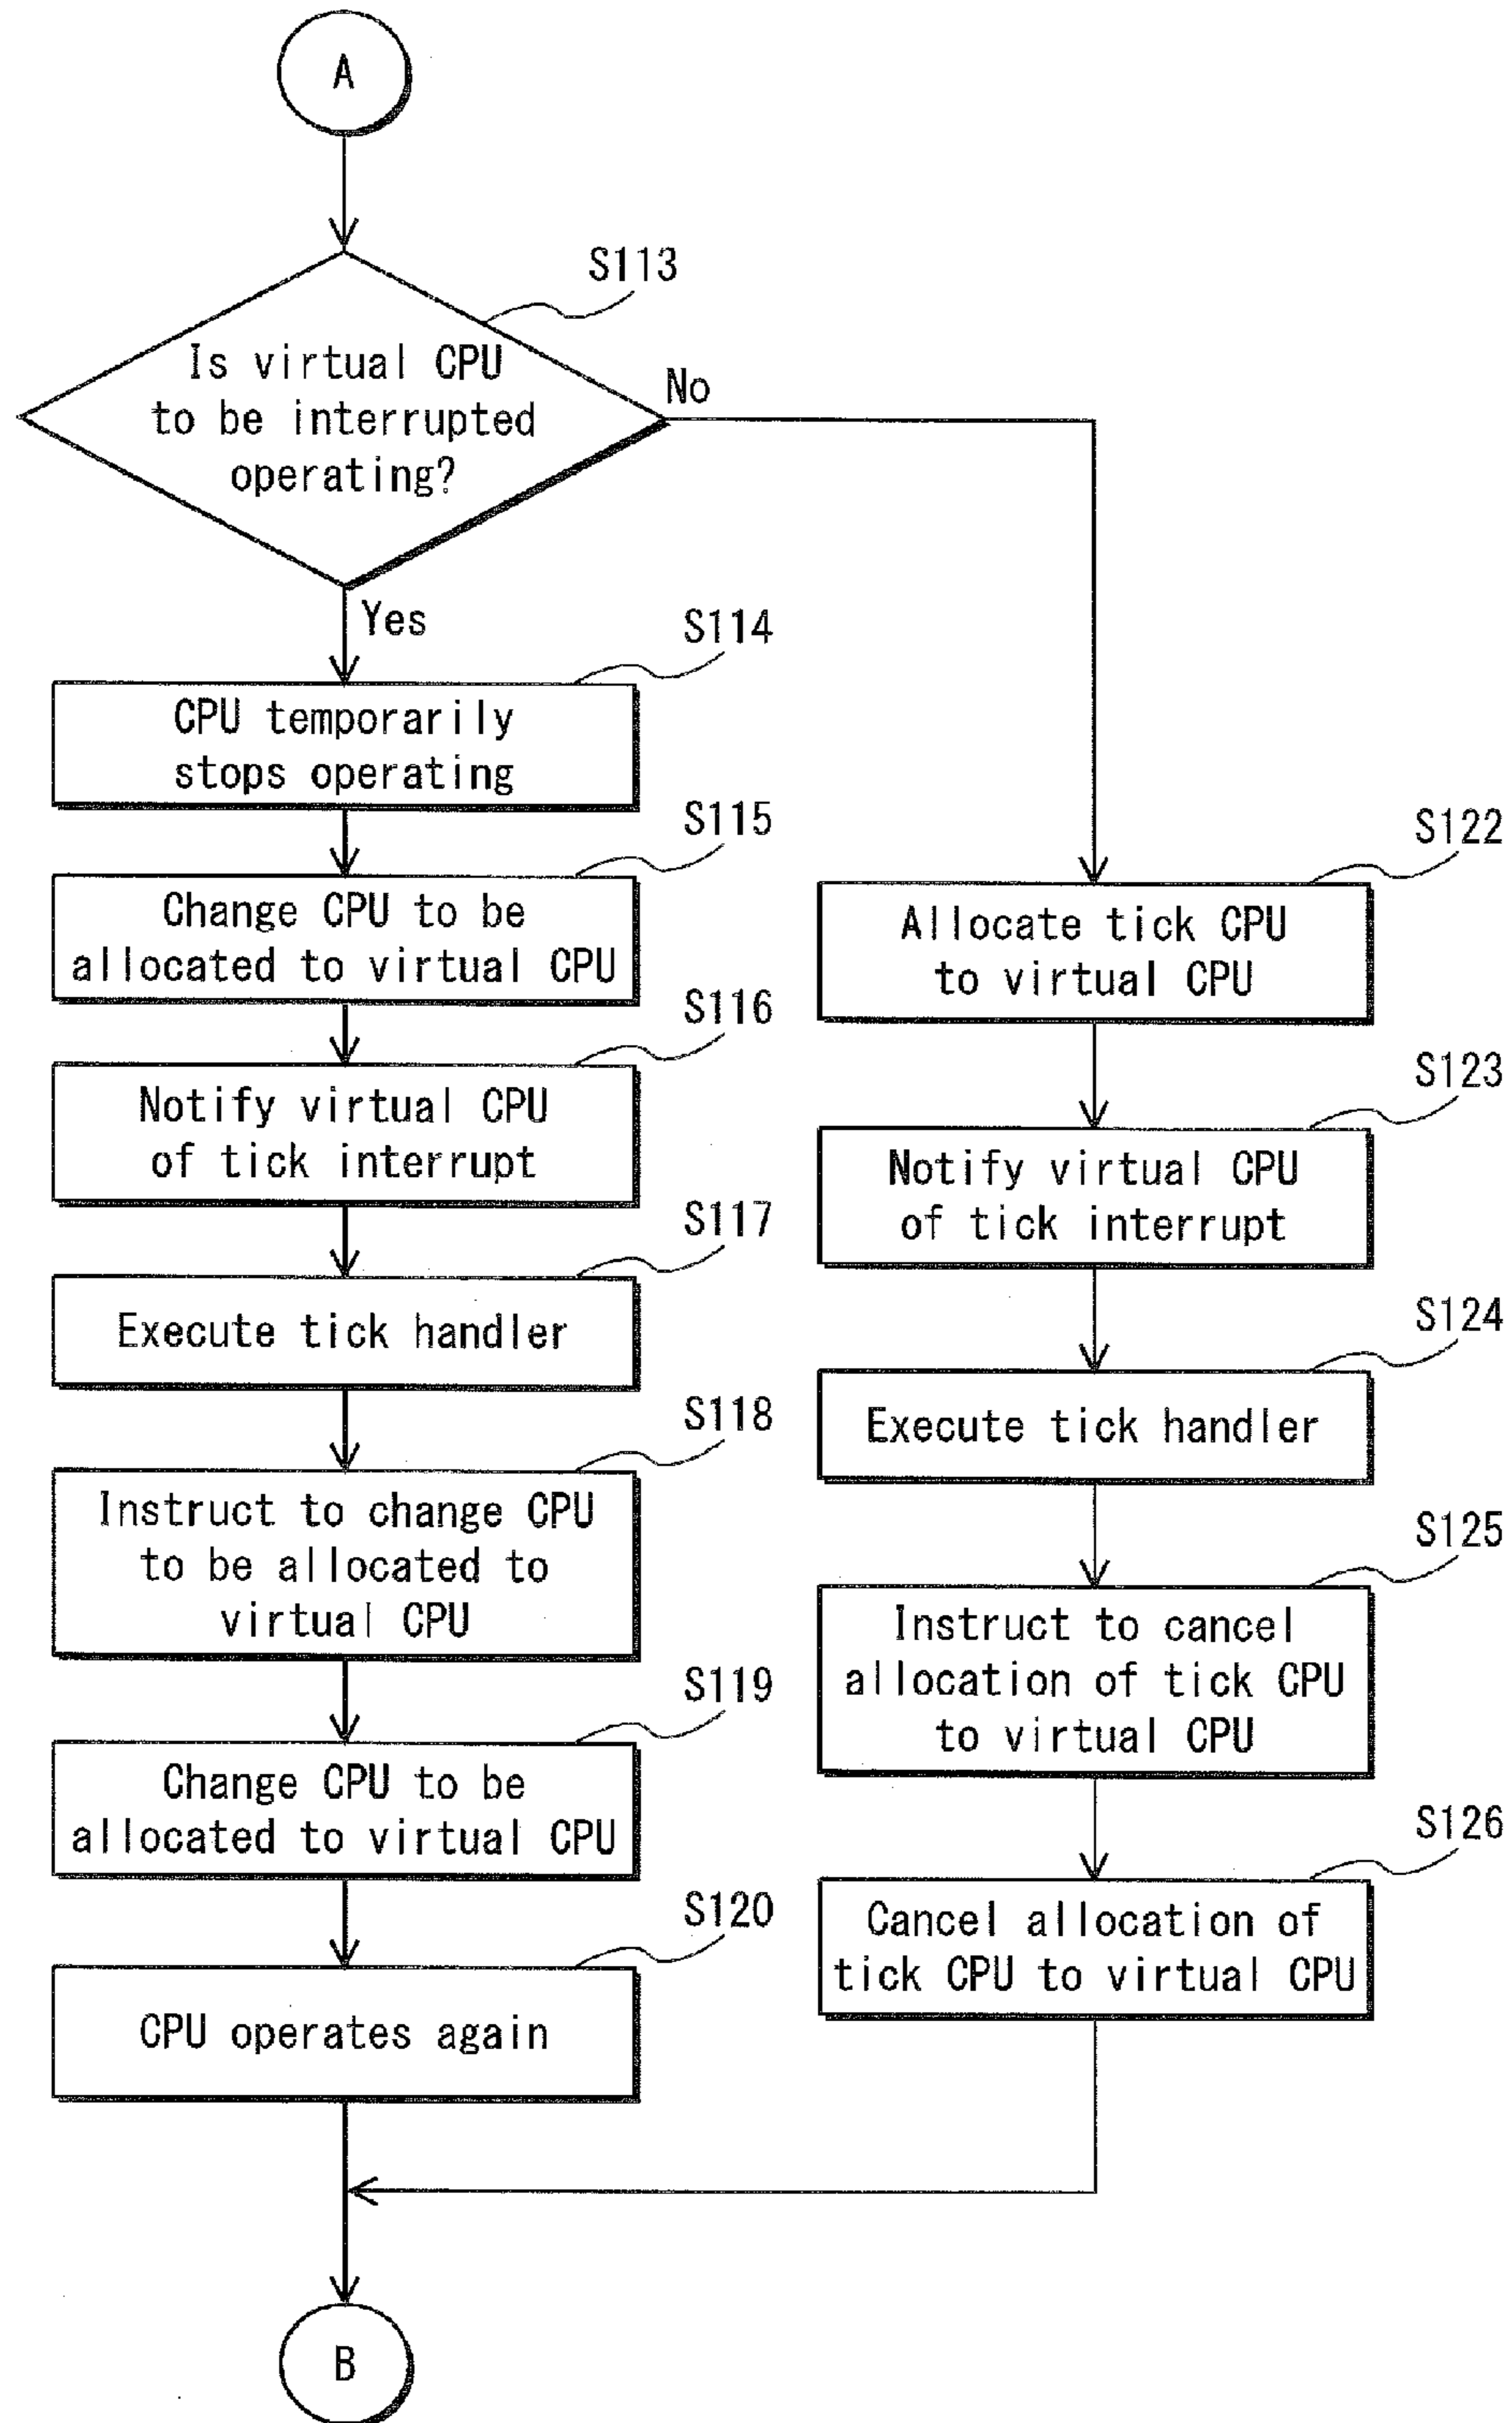 A
S113
Is virtual CPU
to be interrupted
operating?
No
Yes
S114
CPU temporarily
stops operating
S115
Change CPU to be
allocated to virtual CPU
S116
Notify virtual CPU
of tick interrupt
S117
Execute tick handler
S118
Instruct to change CPU
to be allocated to
virtual CPU
S119
Change CPU to be
allocated to virtual CPU
S120
CPU operates again
S122
Allocate tick CPU
to virtual CPU
S123
Notify virtual CPU
of tick interrupt
S124
Execute tick handler
S125
Instruct to cancel
allocation of tick CPU
to virtual CPU
S126
Cancel allocation of
tick CPU to virtual CPU
B